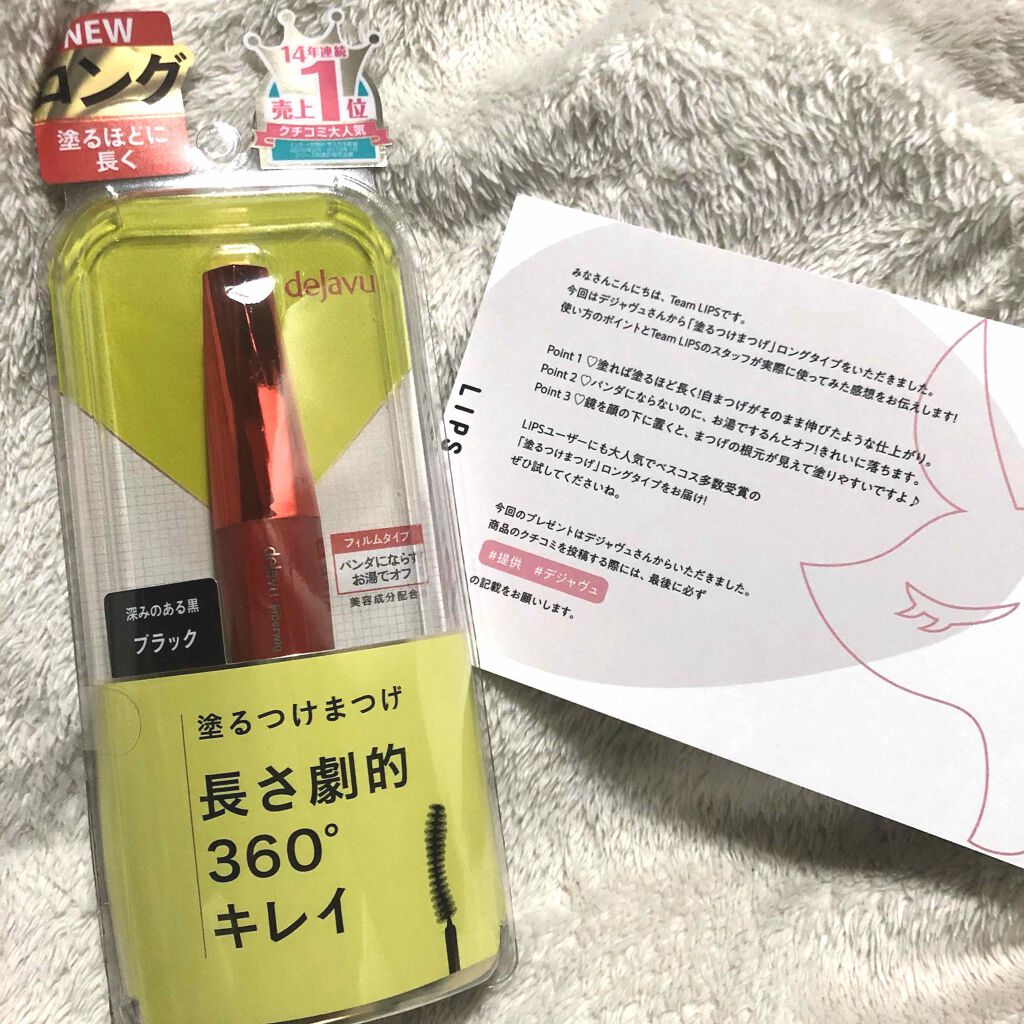 NEW
ロング
塗るほどに
長く
14年連続
売上1位
クチコミ大人気
dejavu
dejavu fiberwig
フィルムタイプ
パンダにならず
お湯でオフ
美容成分配合
深みのある黒
ブラック
塗るつけまつげ
長さ劇的
360°
キレイ
LIPS
みなさんこんにちは、Team LIPSです。
今回はデジャヴュさんから「塗るつけまつげ」ロングタイプをいただきました。
使い方のポイントとTeam LIPSのスタッフが実際に使ってみた感想をお伝えします!
Point 1 ♡塗れば塗るほど長く!自まつげがそのまま伸びたような仕上がり。
Point 2 ♡パンダにならないのに、お湯でするんとオフ!きれいに落ちます。
Point 3 ♡鏡を顔の下に置くと、まつげの根元が見えて塗りやすいですよ♪
LIPSユーザーにも大人気でベスコス多数受賞の
「塗るつけまつげ」ロングタイプをお届け!
ぜひ試してくださいね。
今回のプレゼントはデジャヴュさんからいただきました。
商品のクチコミを投稿する際には、最後に必ず
#提供 #デジャヴュ
の記載をお願いします。